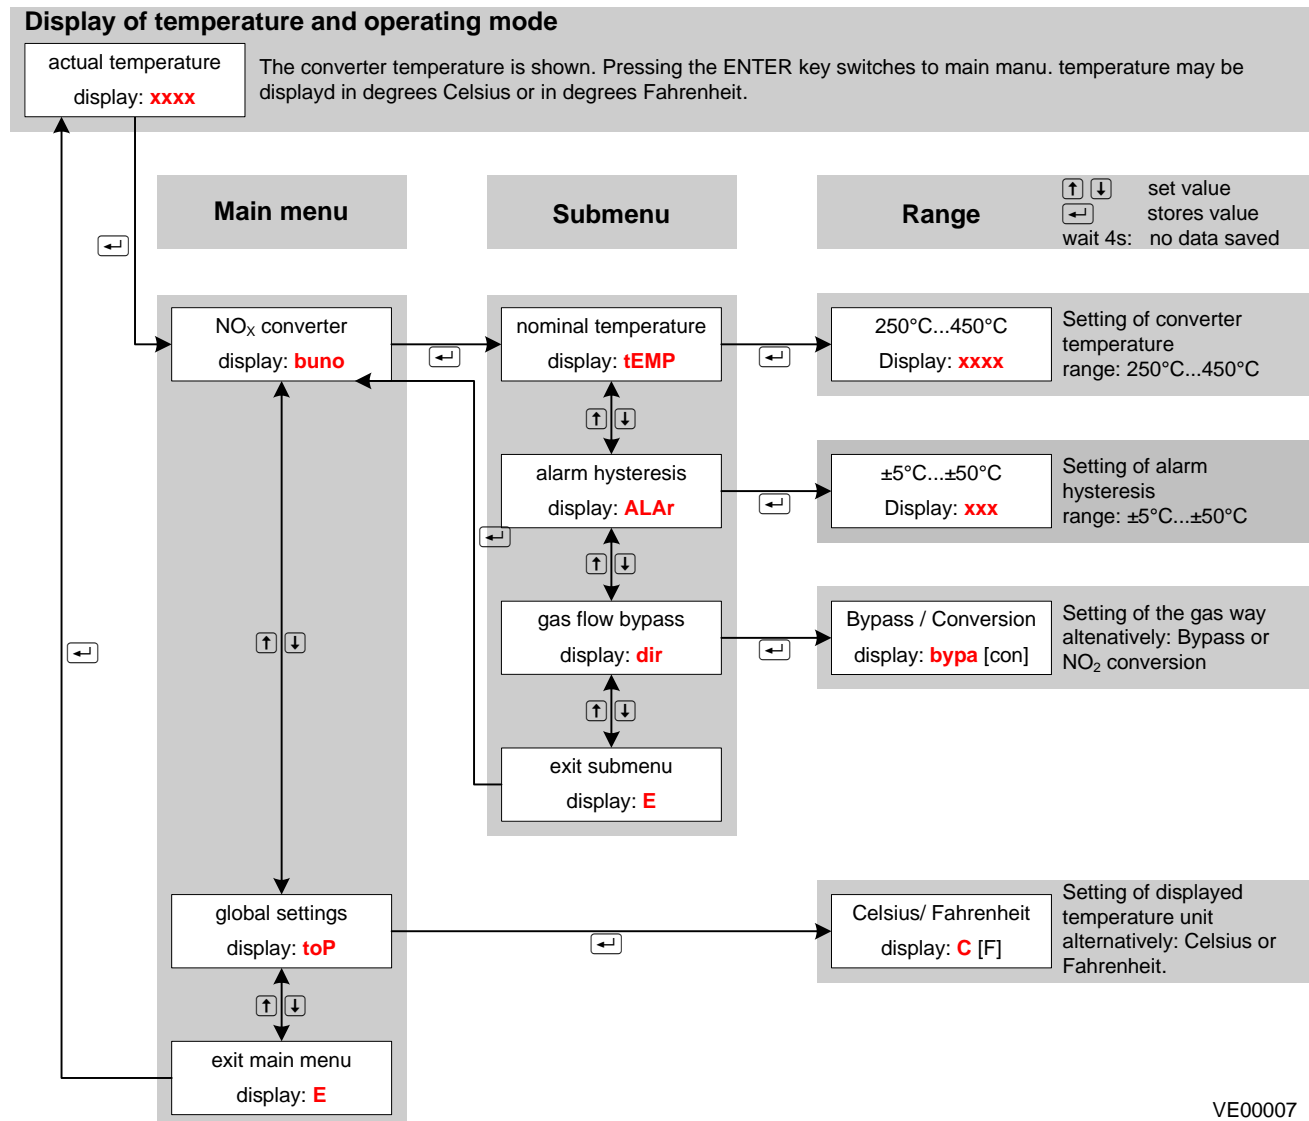 Display of temperature and operating mode
actual temperature
display: xxxx
The converter temperature is shown. Pressing the ENTER key switches to main manu. temperature may be
displayd in degrees Celsius or in degrees Fahrenheit.
Main menu
Submenu
Range
set value
stores value
wait 4s: no data saved
NOX converter
display: buno
nominal temperature
display: tEMP
250°C...450°C
Display: xxxx
Setting of converter
temperature
range: 250°C...450°C
alarm hysteresis
display: ALAr
±5°C...±50°C
Display: xxx
Setting of alarm
hysteresis
range: ±5°C...±50°C
gas flow bypass
display: dir
Bypass / Conversion
display: bypa [con]
Setting of the gas way
altenatively: Bypass or
NO2 conversion
exit submenu
display: E
global settings
display: toP
Celsius/ Fahrenheit
display: C [F]
Setting of displayed
temperature unit
alternatively: Celsius or
Fahrenheit.
exit main menu
display: E
VE00007